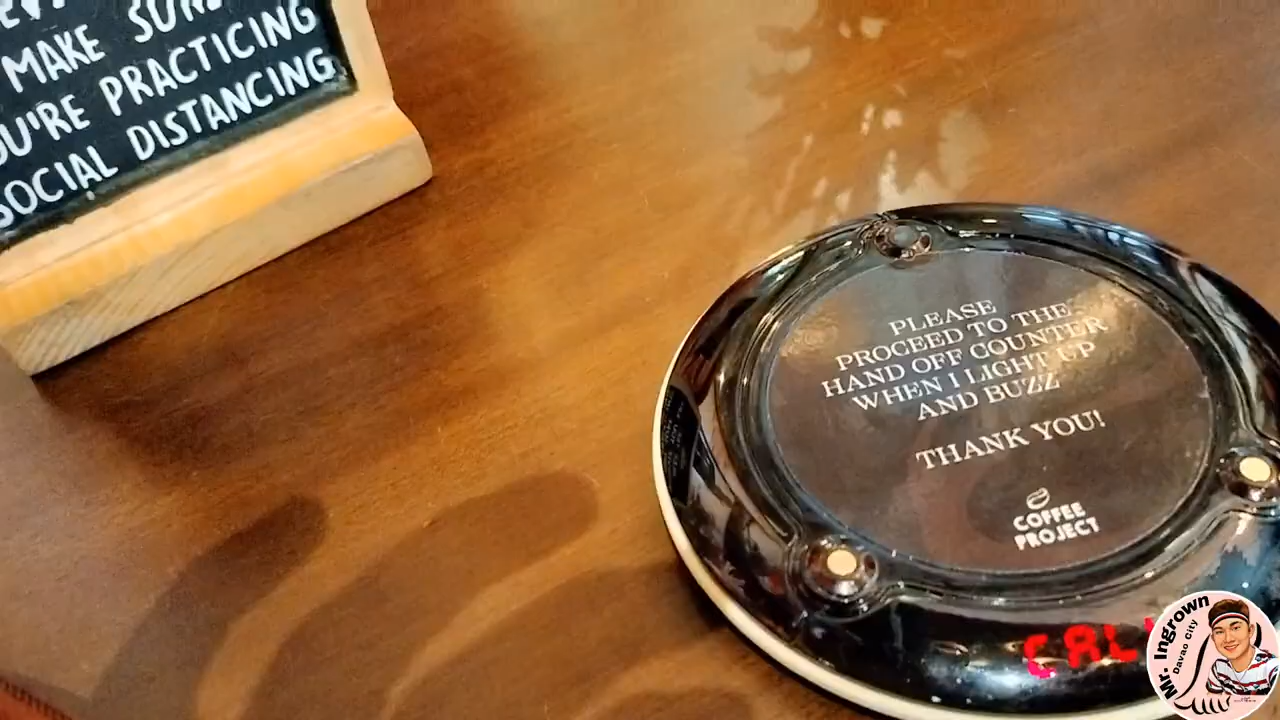 MAKE
YOU'RE PRACTICING
SOCIAL DISTANCING
PLEASE
PROCEED TO THE
HAND OFF COUNTER
WHEN I LIGHT UP
AND BUZZ
THANK YOU!
COFFEE
PROJECT
Mr. Ingrown
Davao City